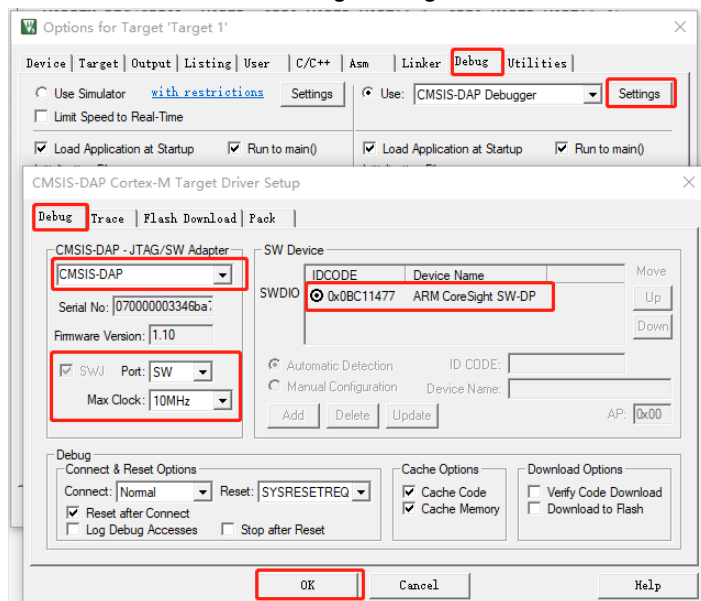 Options for Target 'Target 1'
Device Target Output Listing User C/C++ Asm Linker Debug Utilities
Use Simulator with restrictions Settings Use: CMSIS-DAP Debugger Settings
Limit Speed to Real-Time
Load Application at Startup Run to main() Load Application at Startup Run to main()
CMSIS-DAP Cortex-M Target Driver Setup
Debug Trace Flash Download Pack
CMSIS-DAP - JTAG/SW Adapter SW Device
CMSIS-DAP IDCODE Device Name Move
SWDIO 0x0BC11477 ARM CoreSight SW-DP Up
Serial No: 070000003346ba
Firmware Version: 1.10 Down
SWJ Port: SW Automatic Detection ID CODE:
Manual Configuration Device Name:
Max Clock: 10MHz Add Delete Update AP: 0x00
Debug
Connect & Reset Options Cache Options Download Options
Connect: Normal Reset: SYSRESETREQ Cache Code Verify Code Download
Reset after Connect Cache Memory Download to Flash
Log Debug Accesses Stop after Reset
OK Cancel Help